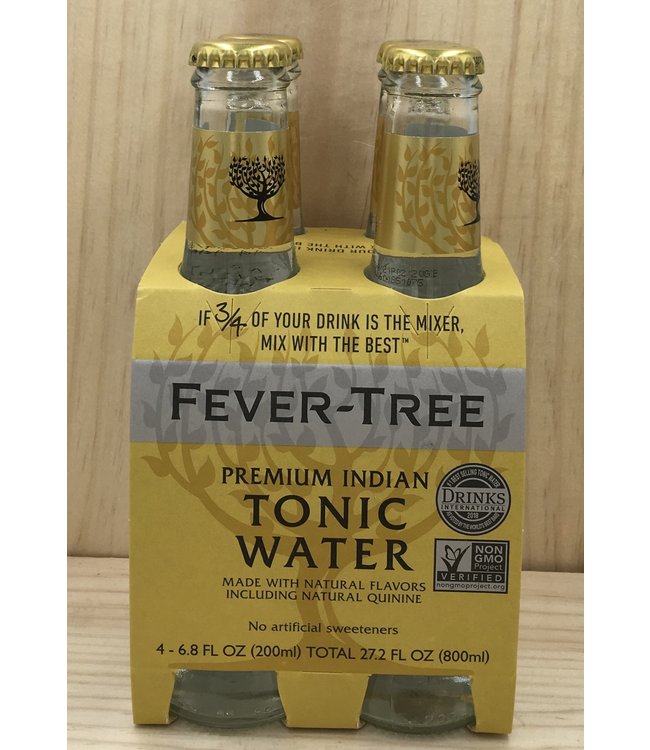 IF 3/4 OF YOUR DRINK IS THE MIXER,
MIX WITH THE BEST™
FEVER-TREE
PREMIUM INDIAN
TONIC
WATER
MADE WITH NATURAL FLAVORS
INCLUDING NATURAL QUININE
No artificial sweeteners
4 - 6.8 FL OZ (200ml) TOTAL 27.2 FL OZ (800ml)
DRINKS
INTERNATIONAL
2018
NON
GMO
Project
VERIFIED
nongmoproject.org